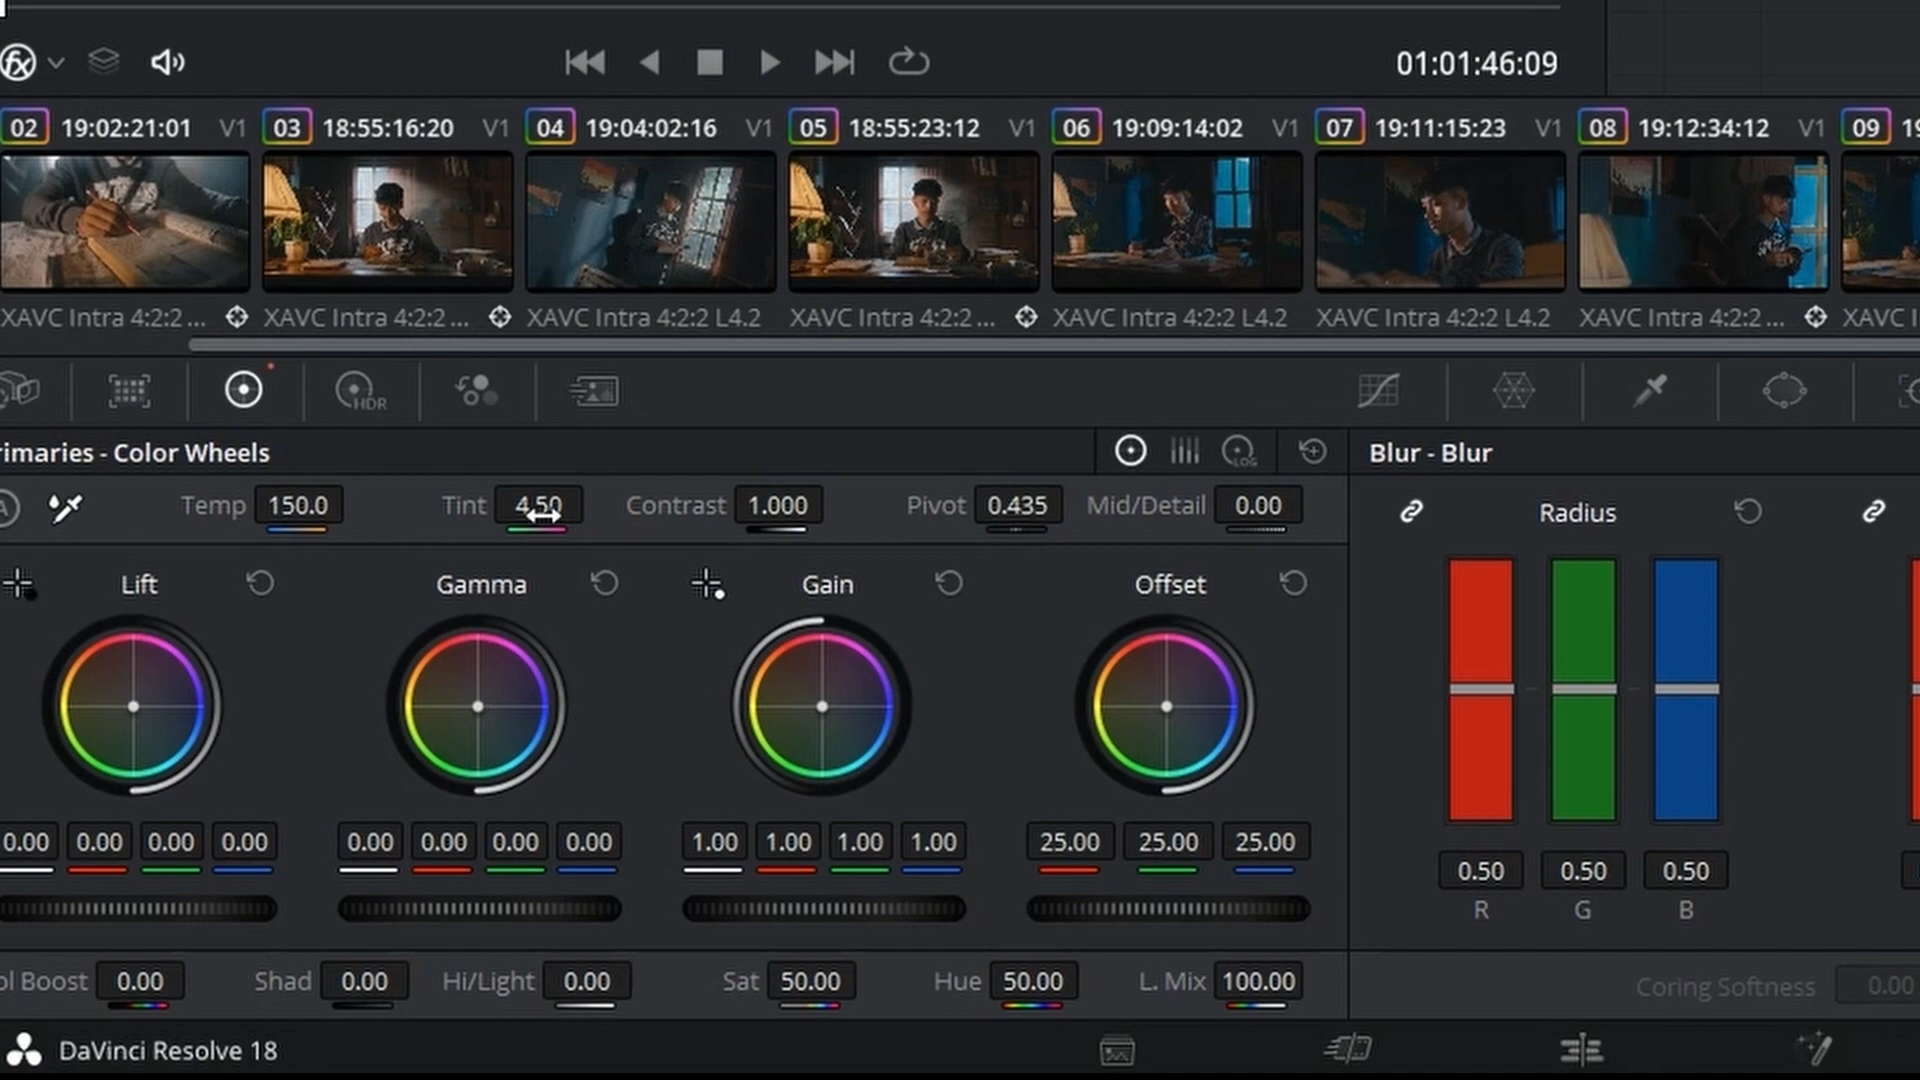 fx 01:01:46:09
02 19:02:21:01 V1 03 18:55:16:20 V1 04 19:04:02:16 V1 05 18:55:23:12 V1 06 19:09:14:02 V1 07 19:11:15:23 V1 08 19:12:34:12 V1 09 19
XAVC Intra 4:2:2 ... XAVC Intra 4:2:2 ... XAVC Intra 4:2:2 L4.2 XAVC Intra 4:2:2 ... XAVC Intra 4:2:2 L4.2 XAVC Intra 4:2:2 L4.2 XAVC Intra 4:2:2 ... XAVC I
HDR
rimaries - Color Wheels LOG Blur - Blur
A Temp 150.0 Tint 4.50 Contrast 1.000 Pivot 0.435 Mid/Detail 0.00 Radius
Lift Gamma Gain Offset
0.00 0.00 0.00 0.00 0.00 0.00 0.00 0.00 1.00 1.00 1.00 1.00 25.00 25.00 25.00
0.50 0.50 0.50
R G B
ol Boost 0.00 Shad 0.00 Hi/Light 0.00 Sat 50.00 Hue 50.00 L. Mix 100.00 Coring Softness 0.00
DaVinci Resolve 18